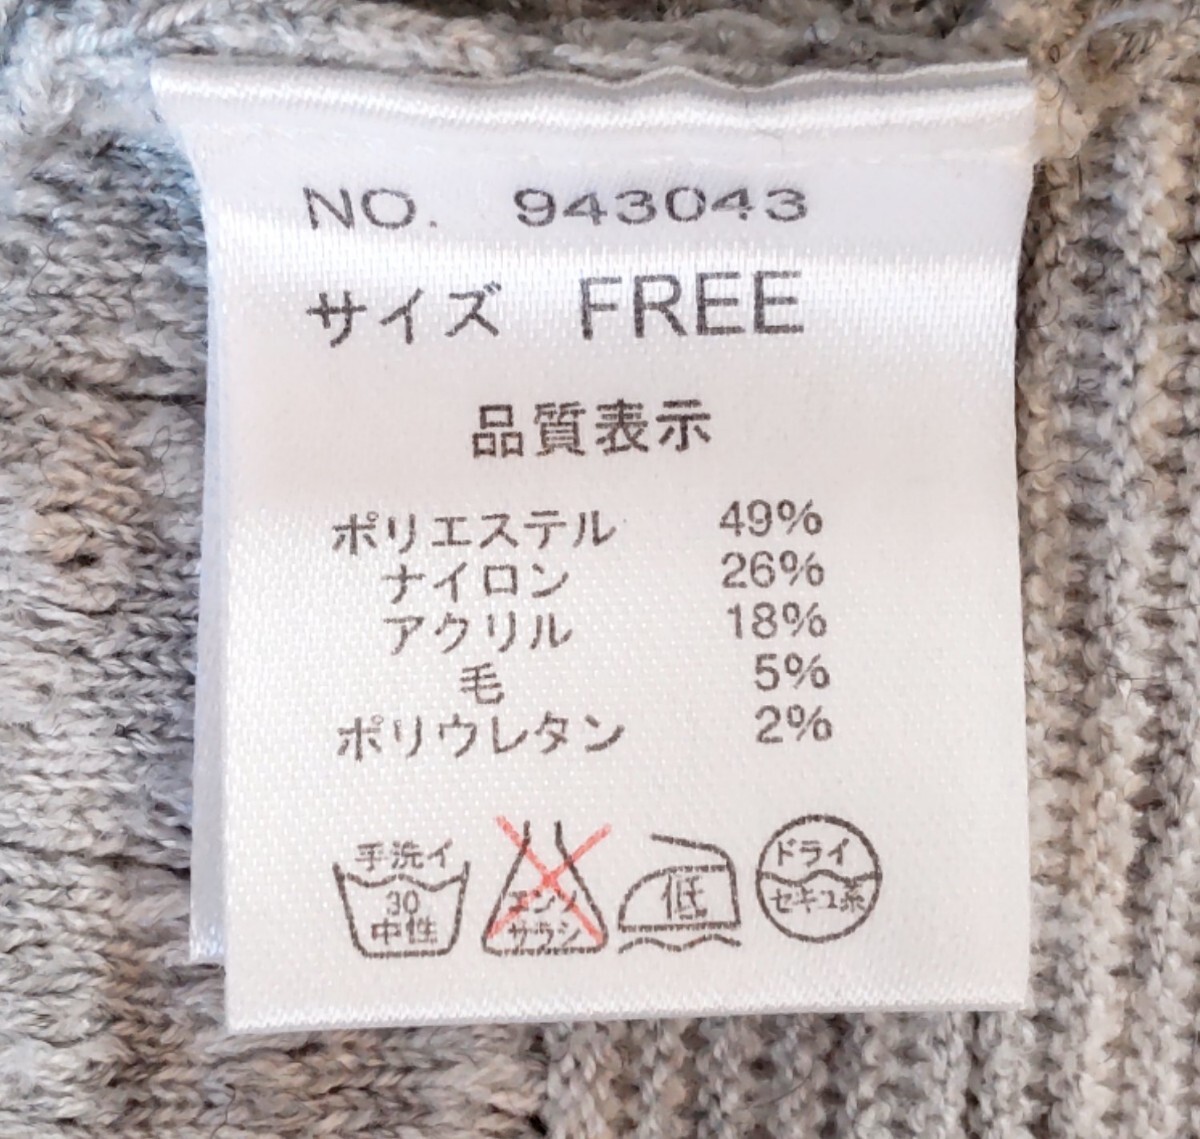 NO. 943043
サイズ FREE
品質表示
ポリエステル 49%
ナイロン 26%
アクリル 18%
毛 5%
ポリウレタン 2%
手洗イ
30
中性
エンソ
サラシ
低
ドライ
セキユ系